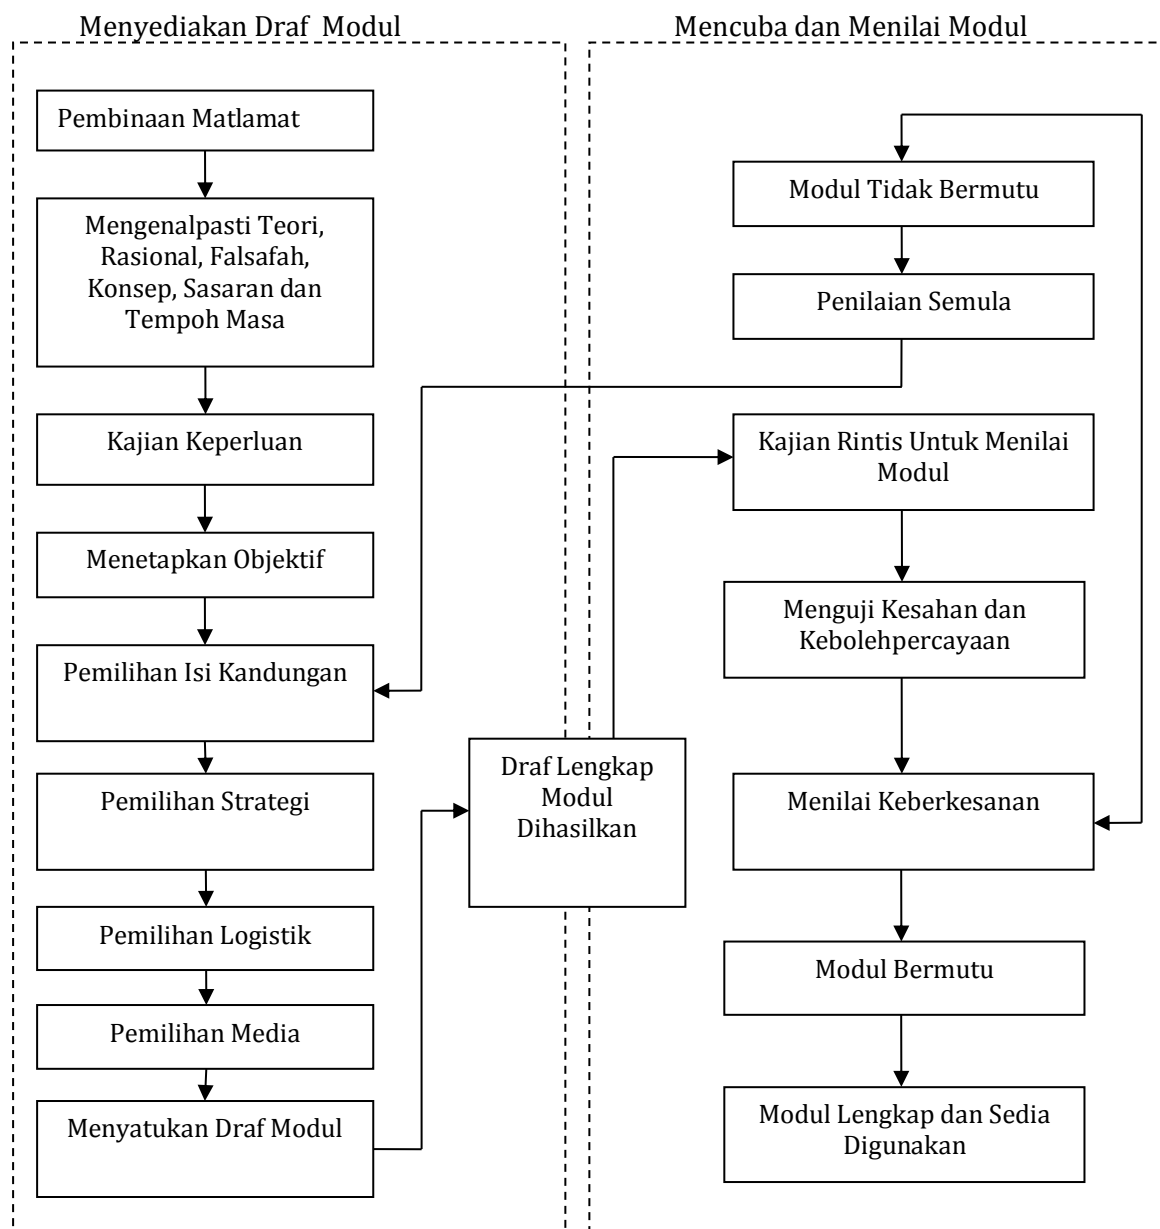 Menyediakan Draf  Modul
Pembinaan Matlamat
Mengenalpasti Teori,
Rasional, Falsafah,
Konsep, Sasaran dan
Tempoh Masa
Kajian Keperluan
Menetapkan Objektif
Pemilihan Isi Kandungan
Pemilihan Strategi
Pemilihan Logistik
Pemilihan Media
Menyatukan Draf Modul
Draf Lengkap
Modul
Dihasilkan
Mencuba dan Menilai Modul
Modul Tidak Bermutu
Penilaian Semula
Kajian Rintis Untuk Menilai
Modul
Menguji Kesahan dan
Kebolehpercayaan
Menilai Keberkesanan
Modul Bermutu
Modul Lengkap dan Sedia
Digunakan